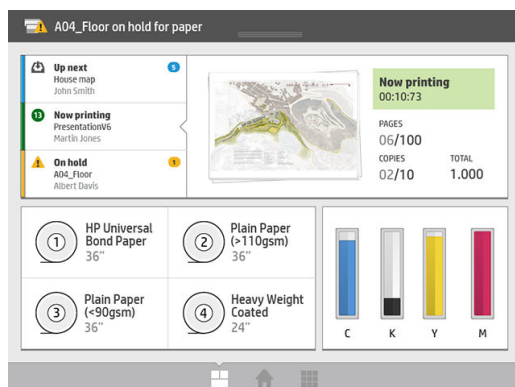 A04_Floor on hold for paper
Up next
5
House map
John Smith
13
Now printing
PresentationV6
Martin Jones
On hold
1
A04_Floor
Albert Davis
Now printing
00:10:73
PAGES
06/100
COPIES
TOTAL
02/10
1.000
1
HP Universal
Bond Paper
36”
2
Plain Paper
(>110gsm)
36”
3
Plain Paper
(<90gsm)
36”
4
Heavy Weight
Coated
24”
C
K
Y
M